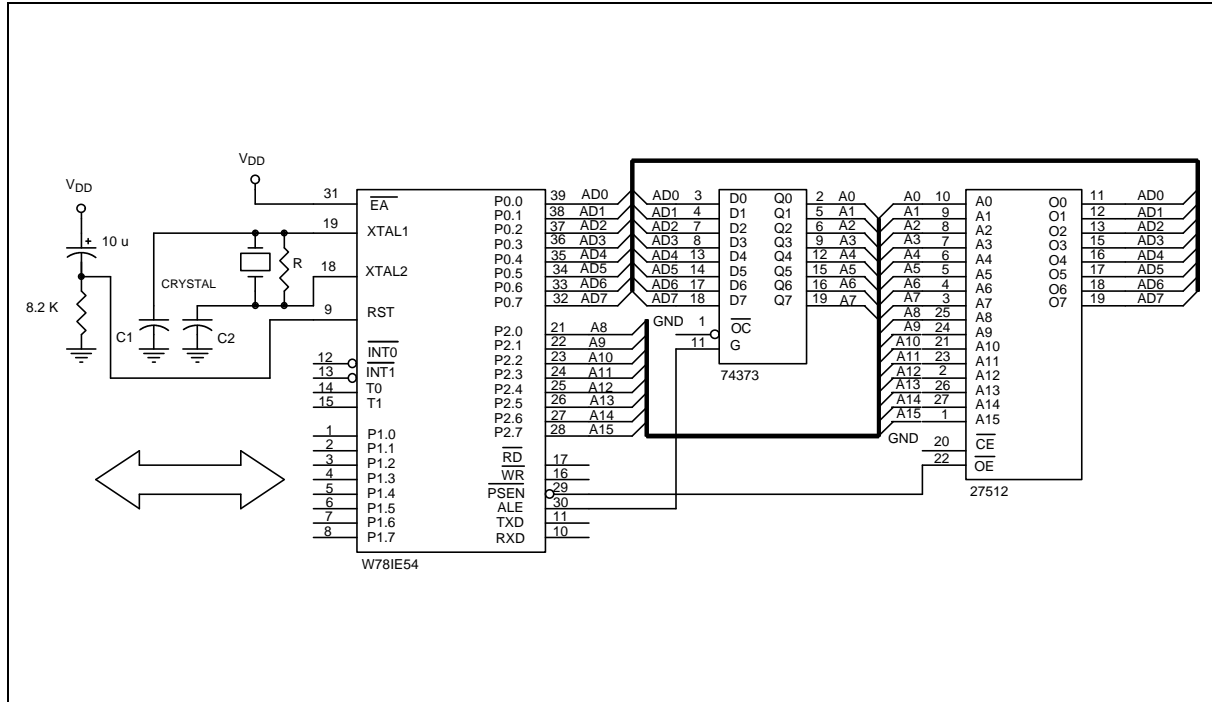 VDD
10 u
8.2 K
VDD
CRYSTAL
R
C1
C2
31 EA
19 XTAL1
18 XTAL2
9 RST
12 INT0
13 INT1
14 T0
15 T1
1 P1.0
2 P1.1
3 P1.2
4 P1.3
5 P1.4
6 P1.5
7 P1.6
8 P1.7
P0.0 39 AD0
P0.1 38 AD1
P0.2 37 AD2
P0.3 36 AD3
P0.4 35 AD4
P0.5 34 AD5
P0.6 33 AD6
P0.7 32 AD7
P2.0 21 A8
P2.1 22 A9
P2.2 23 A10
P2.3 24 A11
P2.4 25 A12
P2.5 26 A13
P2.6 27 A14
P2.7 28 A15
RD 17
WR 16
PSEN 29
ALE 30
TXD 11
RXD 10
W78IE54
AD0 3 D0 Q0 2 A0
AD1 4 D1 Q1 5 A1
AD2 7 D2 Q2 6 A2
AD3 8 D3 Q3 9 A3
AD4 13 D4 Q4 12 A4
AD5 14 D5 Q5 15 A5
AD6 17 D6 Q6 16 A6
AD7 18 D7 Q7 19 A7
GND 1 OC
11 G
74373
A0 10 A0 O0 11 AD0
A1 9 A1 O1 12 AD1
A2 8 A2 O2 13 AD2
A3 7 A3 O3 15 AD3
A4 6 A4 O4 16 AD4
A5 5 A5 O5 17 AD5
A6 4 A6 O6 18 AD6
A7 3 A7 O7 19 AD7
A8 25 A8
A9 24 A9
A10 21 A10
A11 23 A11
A12 2 A12
A13 26 A13
A14 27 A14
A15 1 A15
GND 20 CE
22 OE
27512